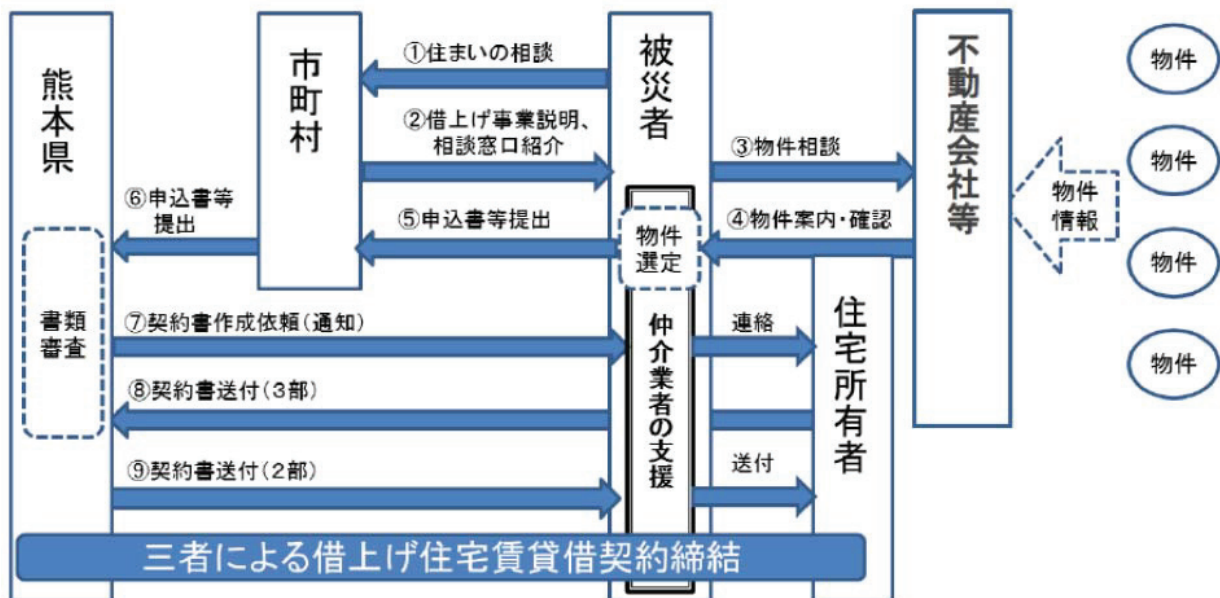 熊本県
市町村
被災者
不動産会社等
物件
物件
物件
物件
物件
情報
①住まいの相談
②借上げ事業説明、
相談窓口紹介
③物件相談
④物件案内・確認
⑤申込書等提出
⑥申込書等
提出
物件
選定
書類
審査
⑦契約書作成依頼(通知)
連絡
⑧契約書送付(3部)
⑨契約書送付(2部)
送付
仲介業者の支援
住宅所有者
三者による借上げ住宅賃貸借契約締結